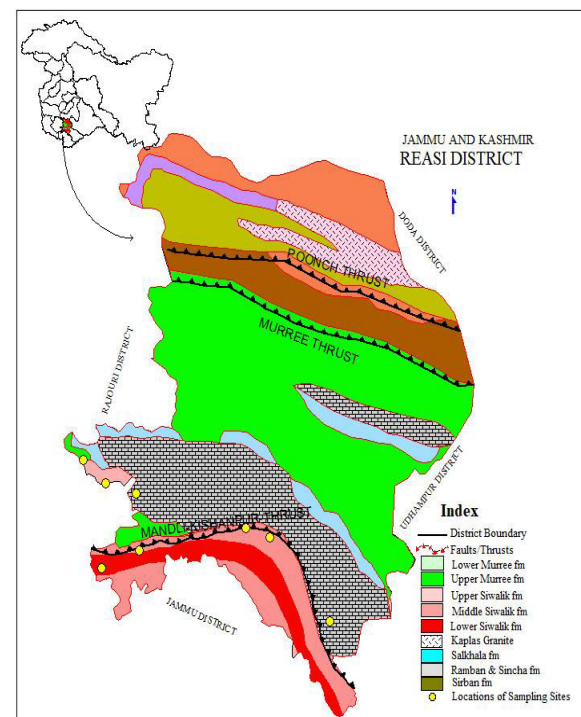 JAMMU AND KASHMIR
REASI DISTRICT
N
DODA DISTRICT
POONCH THRUST
MURREE THRUST
RAJOURI DISTRICT
UDHAMPUR DISTRICT
MANDLI-KISHANPUR THRUST
JAMMU DISTRICT
Index
District Boundary
Faults/Thrusts
Lower Murree fm
Upper Murree fm
Upper Siwalik fm
Middle Siwalik fm
Lower Siwalik fm
Kaplas Granite
Salkhala fm
Ramban & Sincha fm
Sirban fm
Locations of Sampling Sites